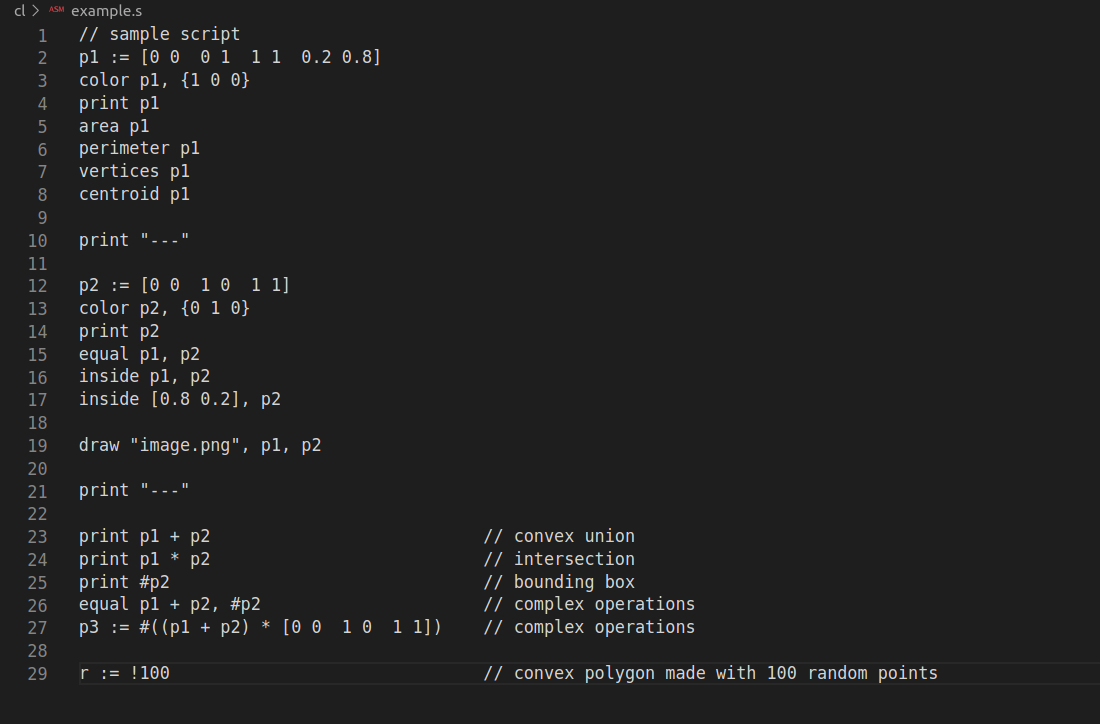 cl > ASM example.s
1 // sample script
2 p1 := [0 0  0 1  1 1  0.2 0.8]
3 color p1, {1 0 0}
4 print p1
5 area p1
6 perimeter p1
7 vertices p1
8 centroid p1
9
10 print "---"
11
12 p2 := [0 0  1 0  1 1]
13 color p2, {0 1 0}
14 print p2
15 equal p1, p2
16 inside p1, p2
17 inside [0.8 0.2], p2
18
19 draw "image.png", p1, p2
20
21 print "---"
22
23 print p1 + p2                           // convex union
24 print p1 * p2                           // intersection
25 print #p2                               // bounding box
26 equal p1 + p2, #p2                      // complex operations
27 p3 := #((p1 + p2) * [0 0  1 0  1 1])    // complex operations
28
29 r := !100                               // convex polygon made with 100 random points